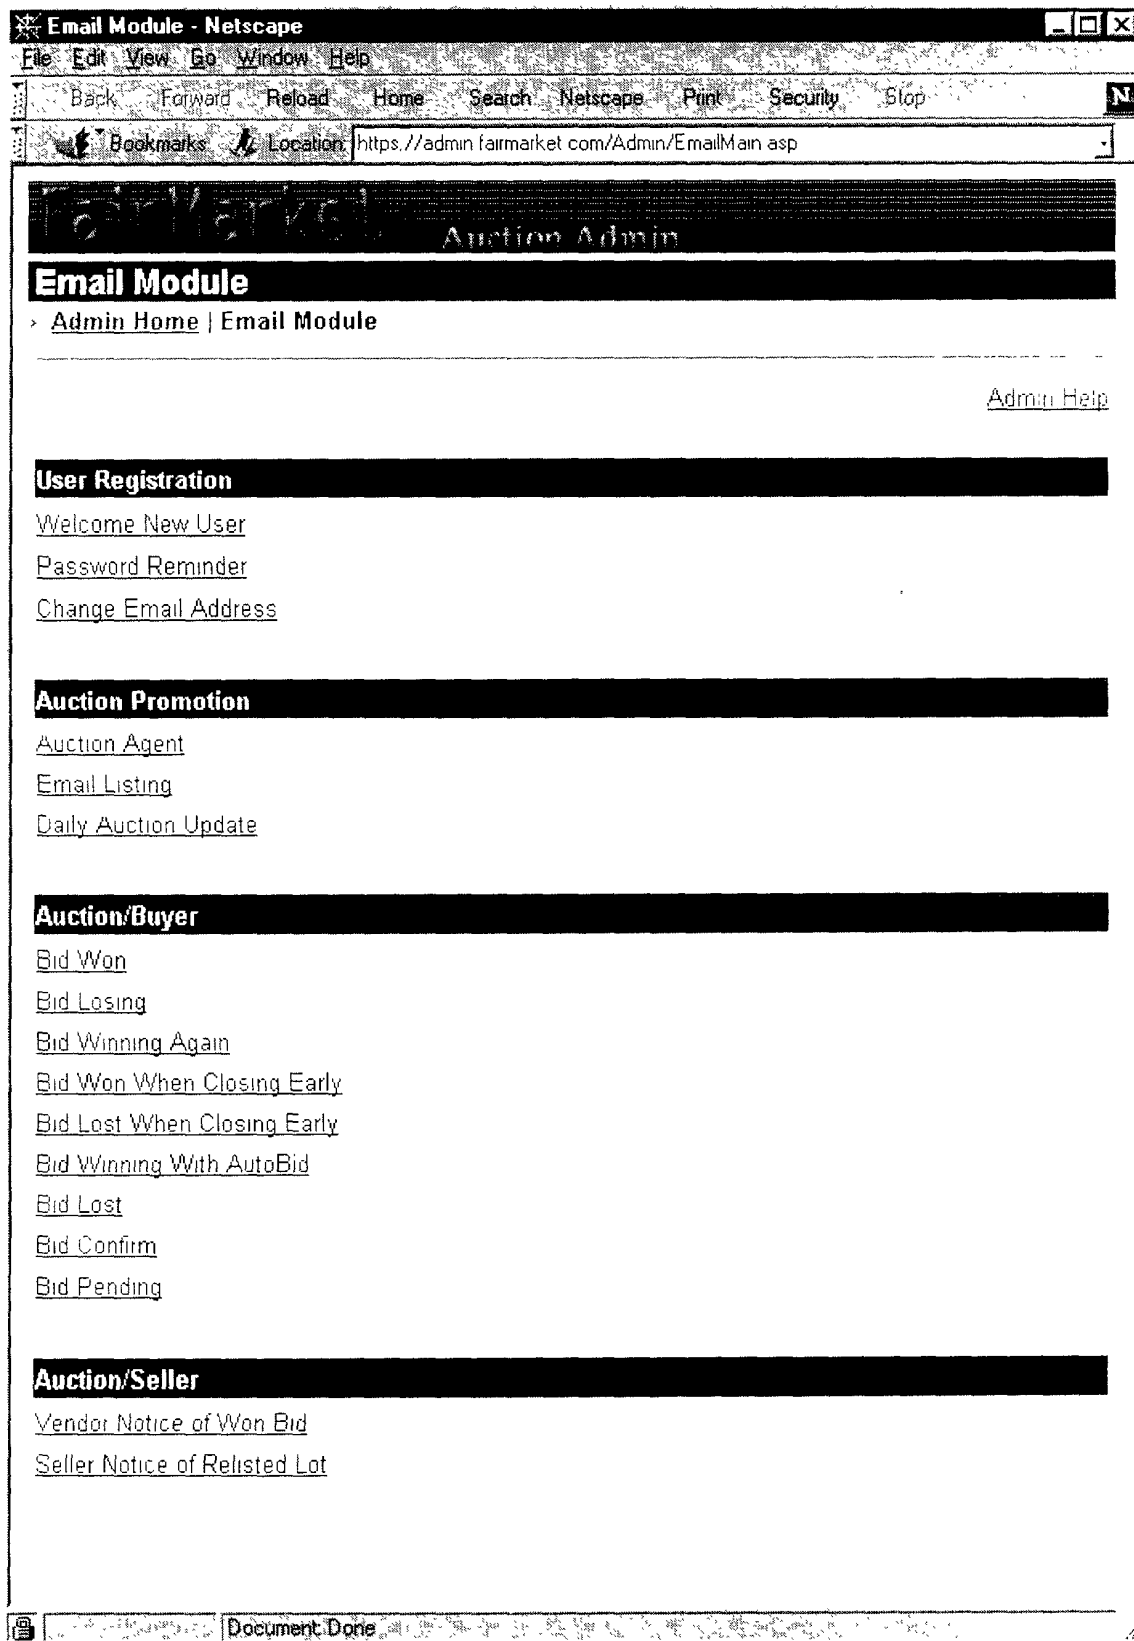 Email Module - Netscape
File Edit View Go Window Help
Back Forward Reload Home Search Netscape Print Security Stop N
Bookmarks Location: https://admin.fairmarket.com/Admin/EmailMain.asp
FairMarket Auction Admin
Email Module
> Admin Home | Email Module
Admin Help
User Registration
Welcome New User
Password Reminder
Change Email Address
Auction Promotion
Auction Agent
Email Listing
Daily Auction Update
Auction/Buyer
Bid Won
Bid Losing
Bid Winning Again
Bid Won When Closing Early
Bid Lost When Closing Early
Bid Winning With AutoBid
Bid Lost
Bid Confirm
Bid Pending
Auction/Seller
Vendor Notice of Won Bid
Seller Notice of Relisted Lot
Document: Done